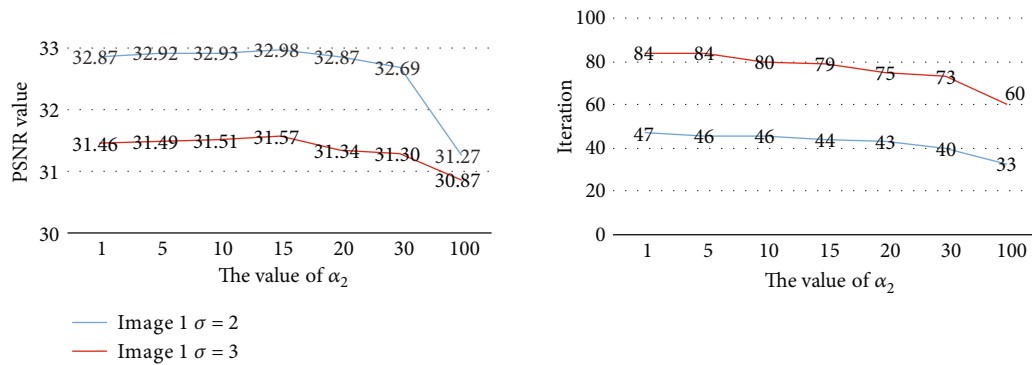 PSNR value
33
32
31
30
32.87 32.92 32.93 32.98 32.87 32.69 31.27
31.46 31.49 31.51 31.57 31.34 31.30 30.87
1 5 10 15 20 30 100
The value of α₂
Image 1 σ = 2
Image 1 σ = 3
Iteration
100
80
60
40
20
0
84 84 80 79 75 73 60
47 46 46 44 43 40 33
1 5 10 15 20 30 100
The value of α₂